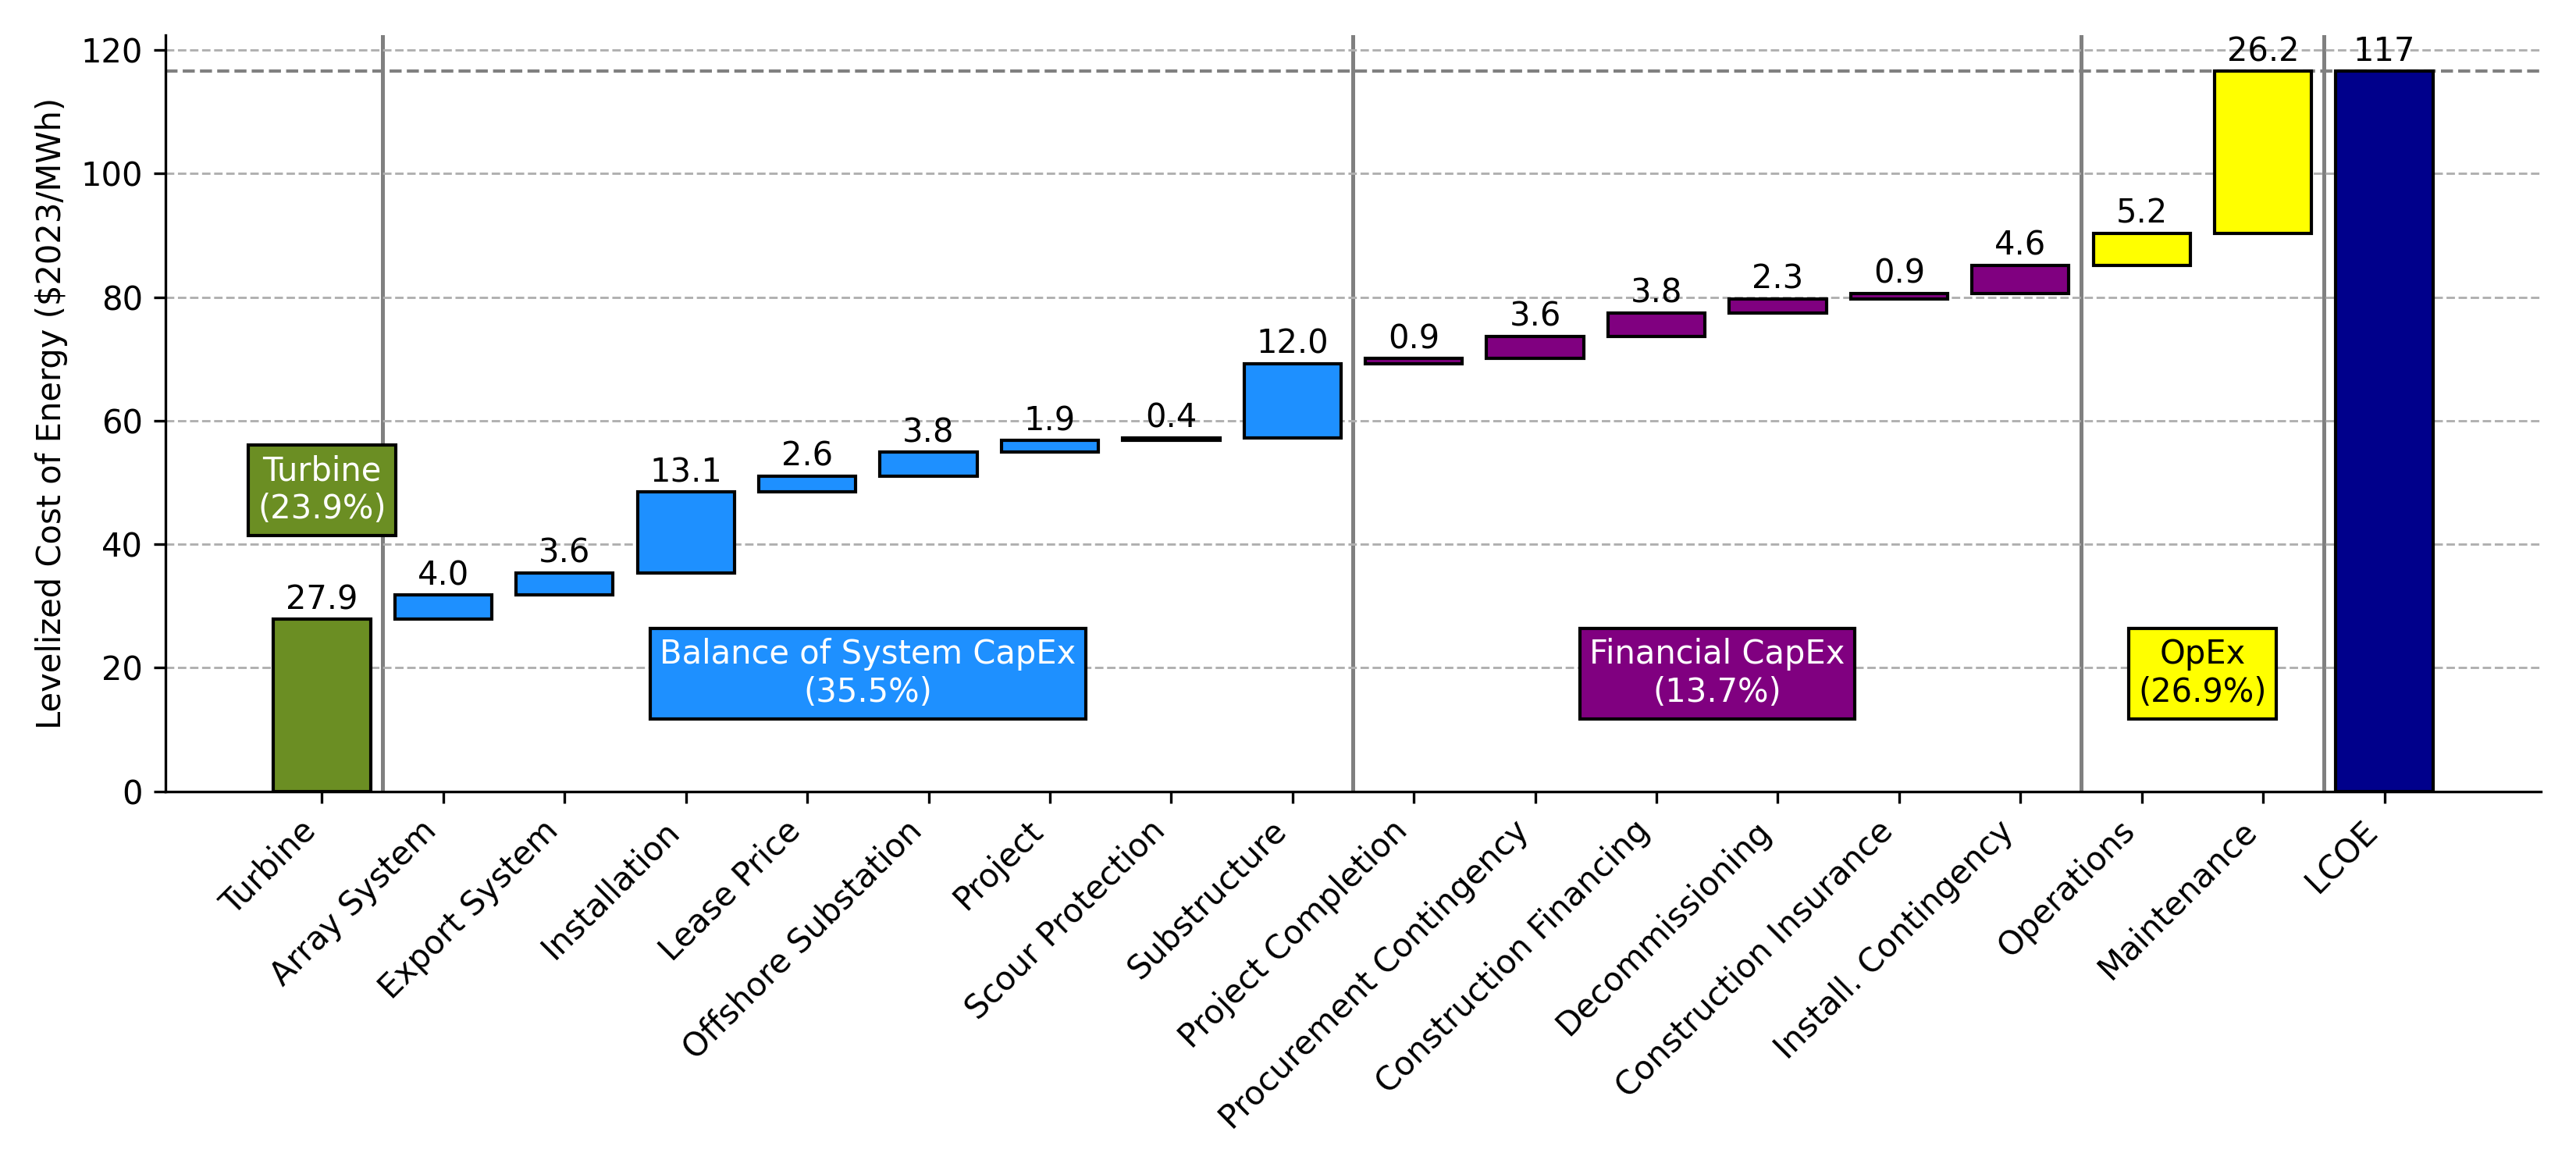 Levelized Cost of Energy ($2023/MWh)
120
100
80
60
40
20
0
27.9
4.0
3.6
13.1
2.6
3.8
1.9
0.4
12.0
0.9
3.6
3.8
2.3
0.9
4.6
5.2
26.2
117
Turbine
(23.9%)
Balance of System CapEx
(35.5%)
Financial CapEx
(13.7%)
OpEx
(26.9%)
Turbine
Array System
Export System
Installation
Lease Price
Offshore Substation
Project
Scour Protection
Substructure
Project Completion
Procurement Contingency
Construction Financing
Decommissioning
Construction Insurance
Install. Contingency
Operations
Maintenance
LCOE